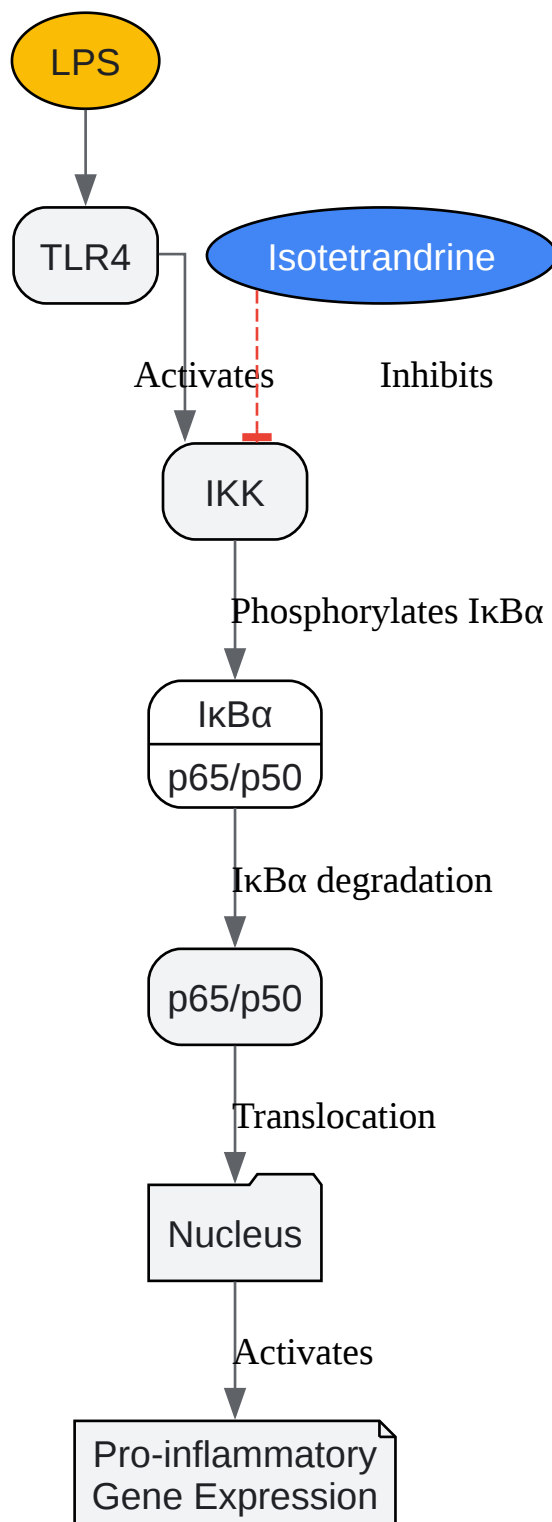 LPS
TLR4
Isotetrandrine
Activates
Inhibits
IKK
Phosphorylates IκBα
IκBα
p65/p50
IκBα degradation
p65/p50
Translocation
Nucleus
Activates
Pro-inflammatory
Gene Expression